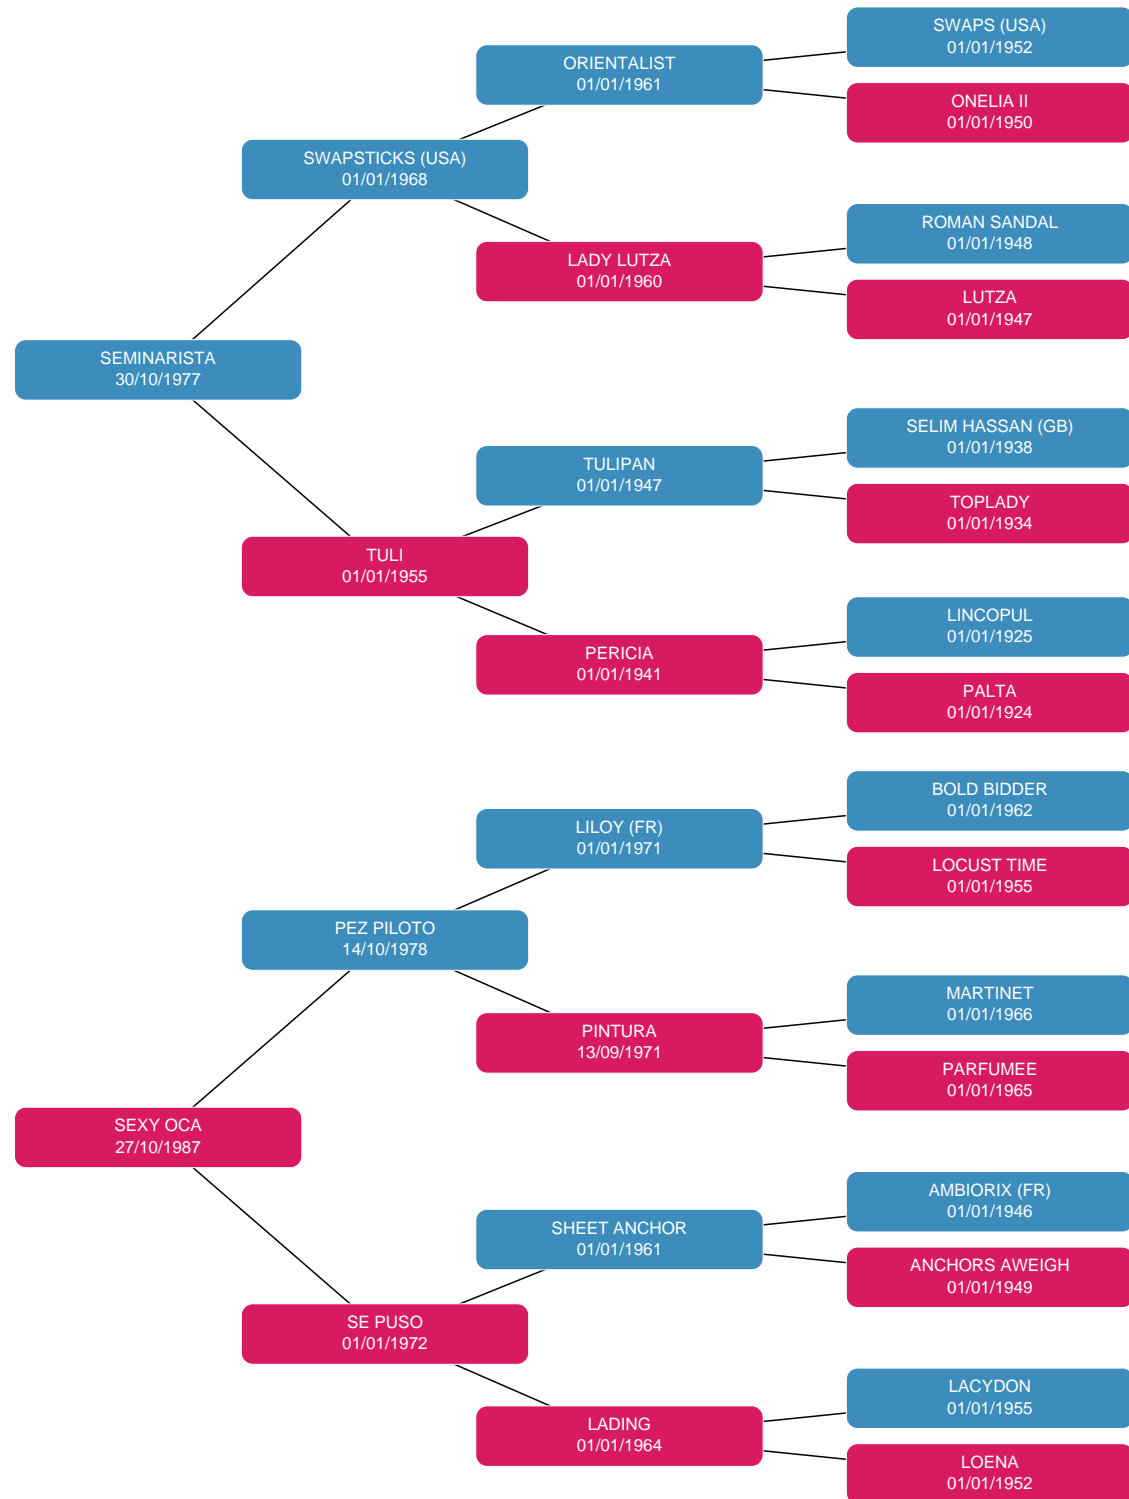 SWAPS (USA)
01/01/1952
ORIENTALIST
01/01/1961
ONELIA II
01/01/1950
SWAPSTICKS (USA)
01/01/1968
ROMAN SANDAL
01/01/1948
LADY LUTZA
01/01/1960
LUTZA
01/01/1947
SEMINARISTA
30/10/1977
SELIM HASSAN (GB)
01/01/1938
TULIPAN
01/01/1947
TOPLADY
01/01/1934
TULI
01/01/1955
LINCOPUL
01/01/1925
PERICIA
01/01/1941
PALTA
01/01/1924
BOLD BIDDER
01/01/1962
LILOY (FR)
01/01/1971
LOCUST TIME
01/01/1955
PEZ PILOTO
14/10/1978
MARTINET
01/01/1966
PINTURA
13/09/1971
PARFUMEE
01/01/1965
SEXY OCA
27/10/1987
AMBIORIX (FR)
01/01/1946
SHEET ANCHOR
01/01/1961
ANCHORS AWEIGH
01/01/1949
SE PUSO
01/01/1972
LACYDON
01/01/1955
LADING
01/01/1964
LOENA
01/01/1952